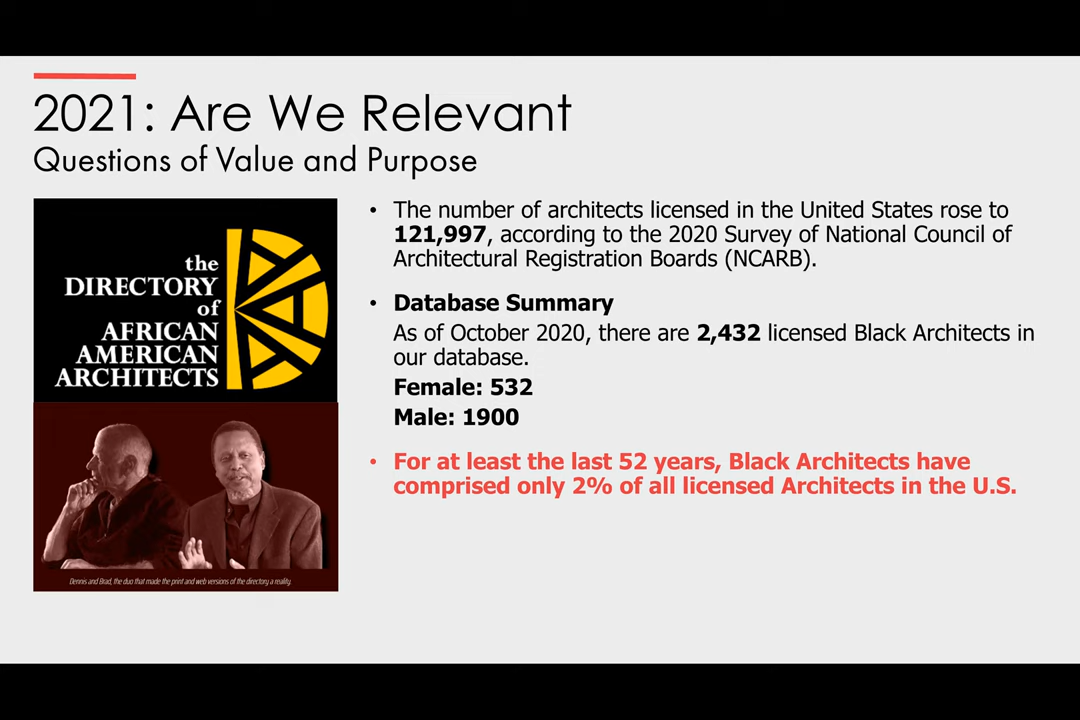 2021: Are We Relevant
Questions of Value and Purpose
the
DIRECTORY
of
AFRICAN
AMERICAN
ARCHITECTS
Dennis and Brad, the duo that made the print and web versions of the directory a reality.
• The number of architects licensed in the United States rose to
121,997, according to the 2020 Survey of National Council of
Architectural Registration Boards (NCARB).
• Database Summary
As of October 2020, there are 2,432 licensed Black Architects in
our database.
Female: 532
Male: 1900
• For at least the last 52 years, Black Architects have
comprised only 2% of all licensed Architects in the U.S.